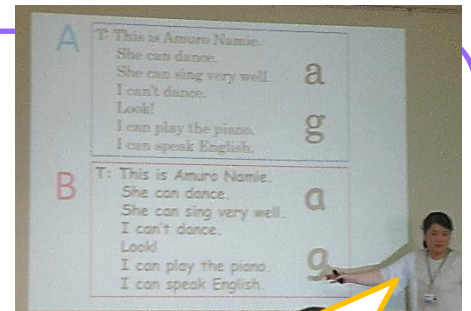 A
T: This is Amuro Namie.
She can dance.
She can sing very well.
I can't dance.
Look!
I can play the piano.
I can speak English.
a
g
B
T: This is Amuro Namie.
She can dance.
She can sing very well.
I can't dance.
Look!
I can play the piano.
I can speak English.
a
g